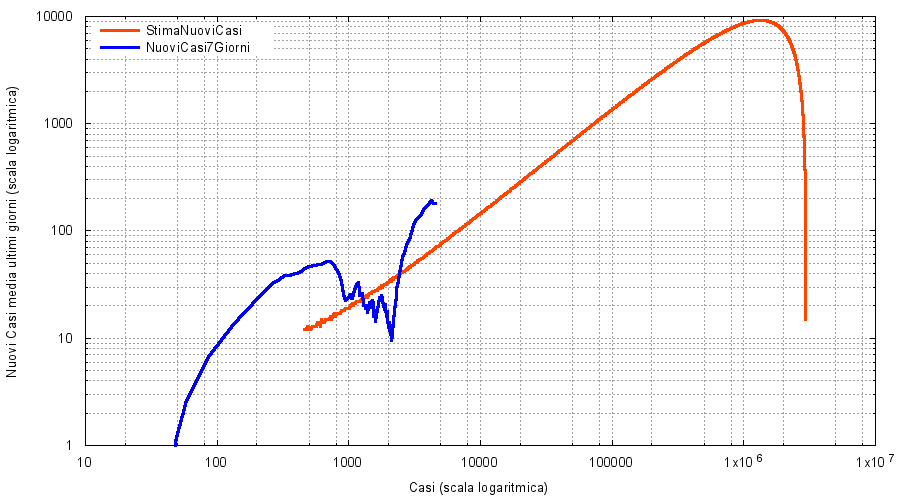 StimaNuoviCasi
NuoviCasi7Giorni
Nuovi Casi media ultimi giorni (scala logaritmica)
10000
1000
100
10
1
10
100
1000
10000
100000
1x10 6
1x10 7
Casi (scala logaritmica)